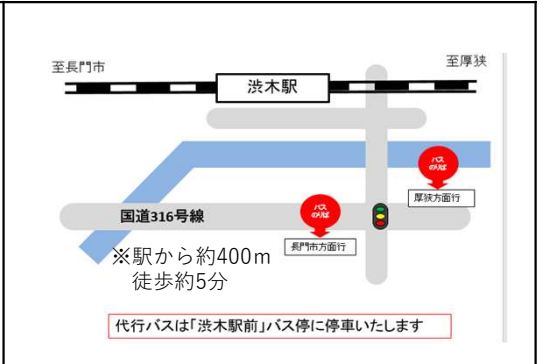 至長門市
至厚狭
渋木駅
バス
のりば
厚狭方面行
バス
のりば
国道316号線
長門市方面行
※駅から約400m
徒歩約5分
代行バスは「渋木駅前」バス停に停車いたします